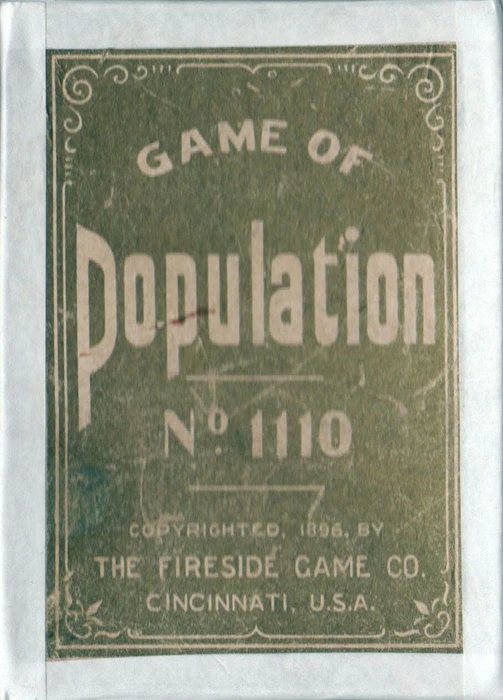 GAME OF
Population
Nº 1110
COPYRIGHTED, 1896, BY
THE FIRESIDE GAME CO.
CINCINNATI, U.S.A.